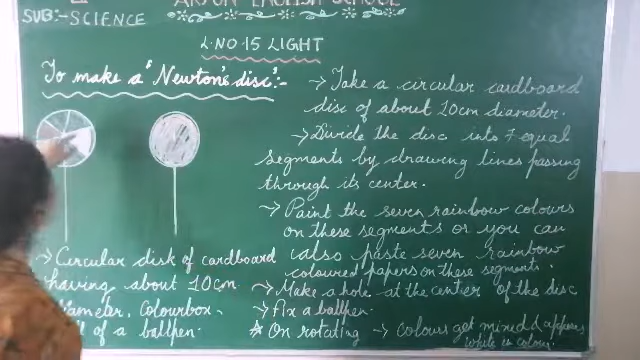 ENGLISH SCHOOL
SUB:- SCIENCE
L.NO.15 LIGHT
To make a 'Newton's disc':-
→ Take a circular cardboard
disc of about 10cm diameter.
→ Divide the disc into 7 equal
segments by drawing lines passing
through its center.
→ Paint the seven rainbow colours
on these segments or you can
also paste seven rainbow
coloured papers on these segments.
→ Make a hole at the center of the disc
→ Fix a ballpen.
* On rotating → colours get mixed & appears
white in colour.
→ Circular disk of cardboard
having about 10cm
diameter, Colourbox,
of a ballpen.